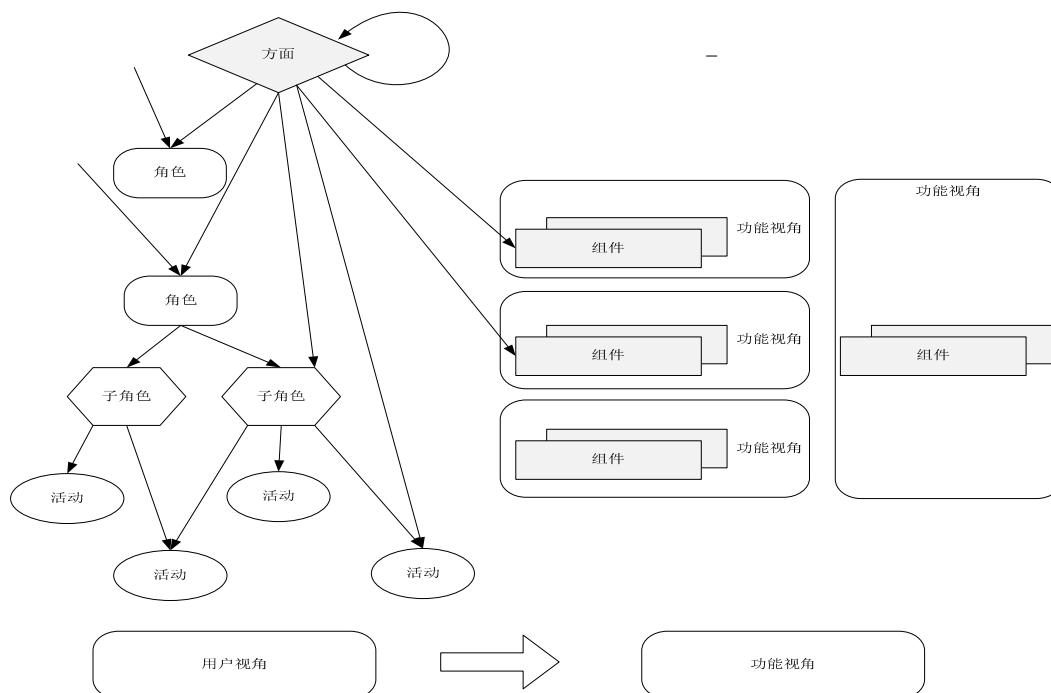 方面
角色
角色
子角色
子角色
活动
活动
活动
活动
功能视角
组件
功能视角
组件
功能视角
组件
功能视角
组件
用户视角
功能视角